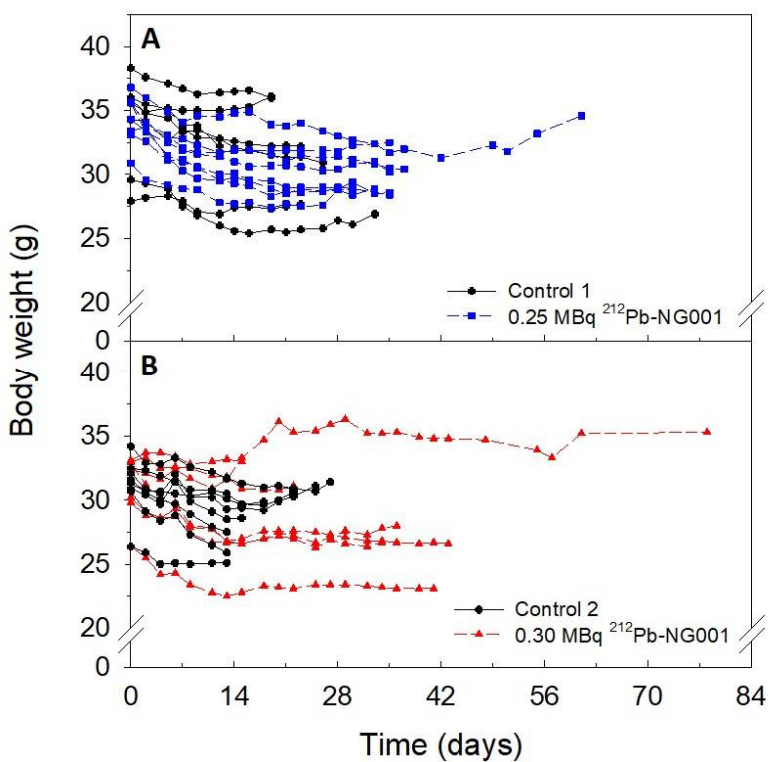 A
40
35
30
25
20
0
Control 1
0.25 MBq ²¹²Pb-NG001
B
40
35
30
25
20
0
Control 2
0.30 MBq ²¹²Pb-NG001
Body weight (g)
0 14 28 42 56 70 84
Time (days)